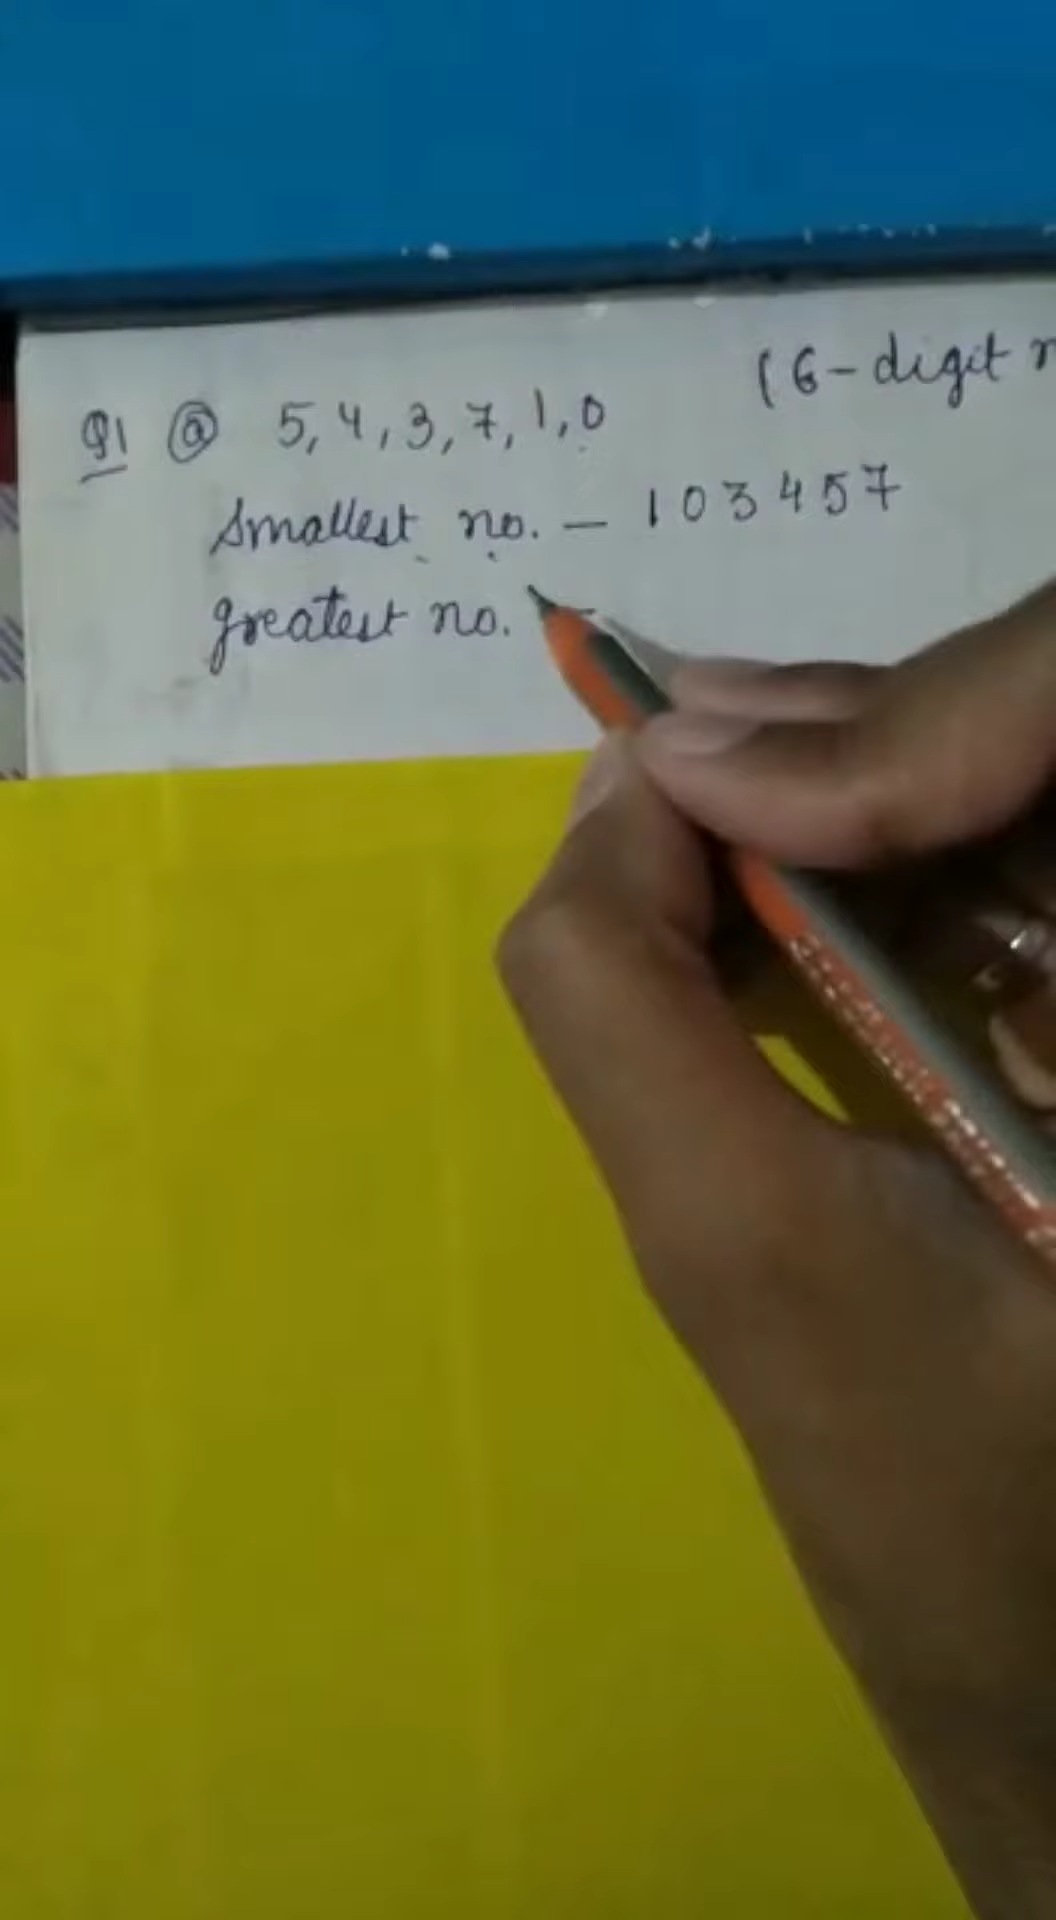 (6-digit
Q1 (a) 5, 4, 3, 7, 1, 0
Smallest no. — 103457
greatest no. -